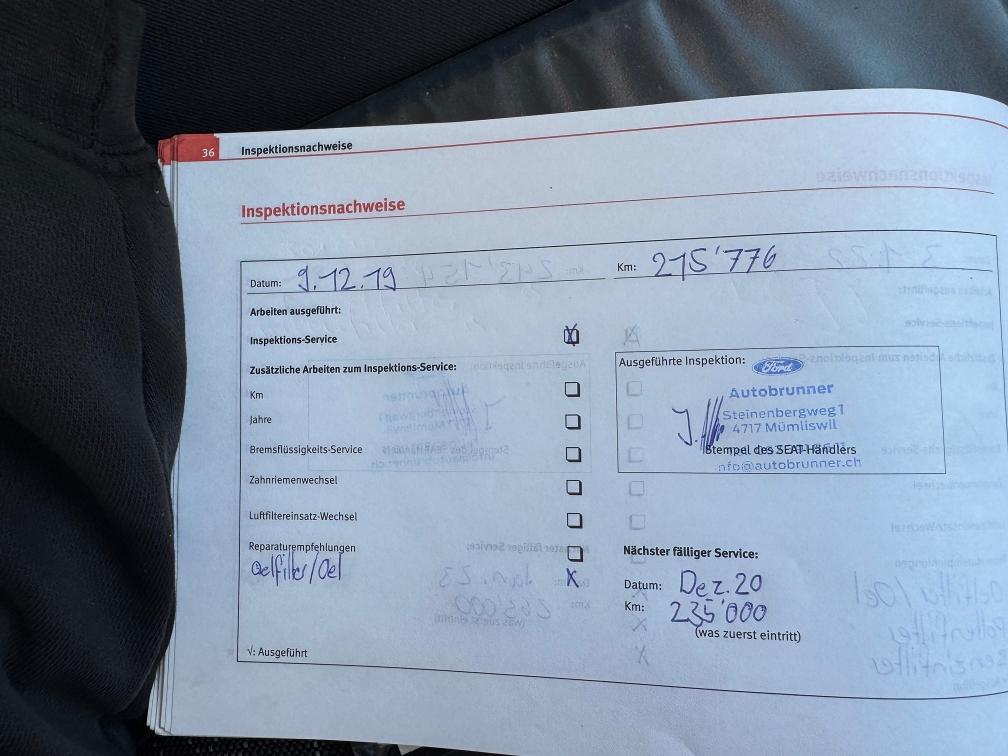 36 Inspektionsnachweise
Inspektionsnachweise
Datum: 9.12.19 Km: 215'776
Arbeiten ausgeführt:
Inspektions-Service X
Zusätzliche Arbeiten zum Inspektions-Service:
Km
Jahre
Bremsflüssigkeits-Service
Zahnriemenwechsel
Luftfiltereinsatz-Wechsel
Reparaturempfehlungen
Oelfilter/Oel X
√: Ausgeführt
Ausgeführte Inspektion:
Ford
Autobrunner
Steinenbergweg 1
4717 Mümliswil
Stempel des SEAT-Händlers
info@autobrunner.ch
Nächster fälliger Service:
Datum: Dez. 20
Km: 235'000
(was zuerst eintritt)